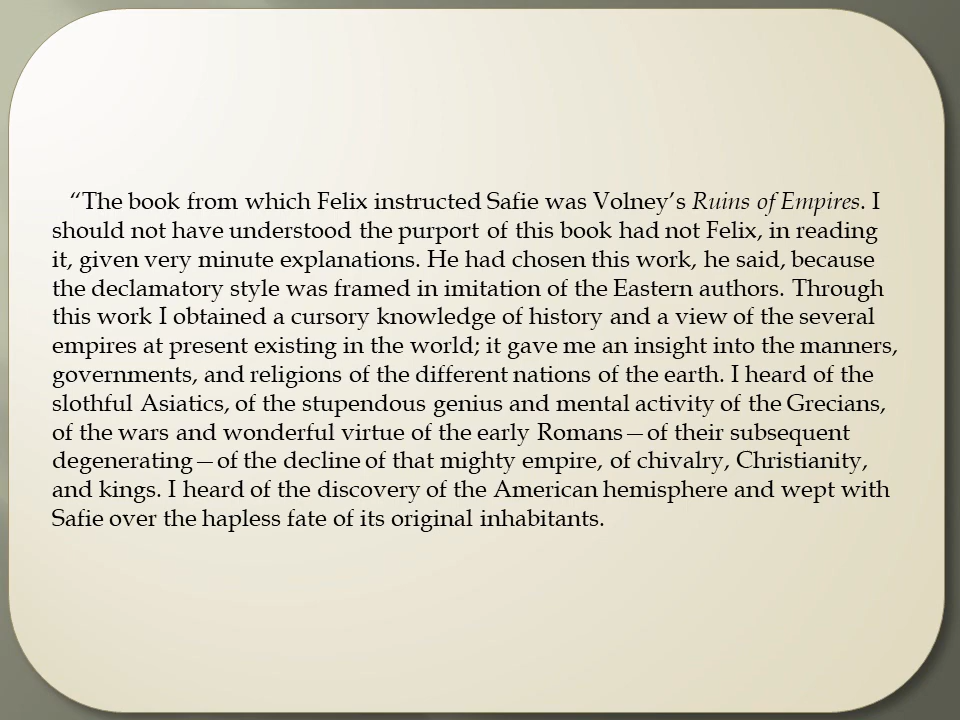 “The book from which Felix instructed Safie was Volney’s Ruins of Empires. I
should not have understood the purport of this book had not Felix, in reading
it, given very minute explanations. He had chosen this work, he said, because
the declamatory style was framed in imitation of the Eastern authors. Through
this work I obtained a cursory knowledge of history and a view of the several
empires at present existing in the world; it gave me an insight into the manners,
governments, and religions of the different nations of the earth. I heard of the
slothful Asiatics, of the stupendous genius and mental activity of the Grecians,
of the wars and wonderful virtue of the early Romans—of their subsequent
degenerating—of the decline of that mighty empire, of chivalry, Christianity,
and kings. I heard of the discovery of the American hemisphere and wept with
Safie over the hapless fate of its original inhabitants.